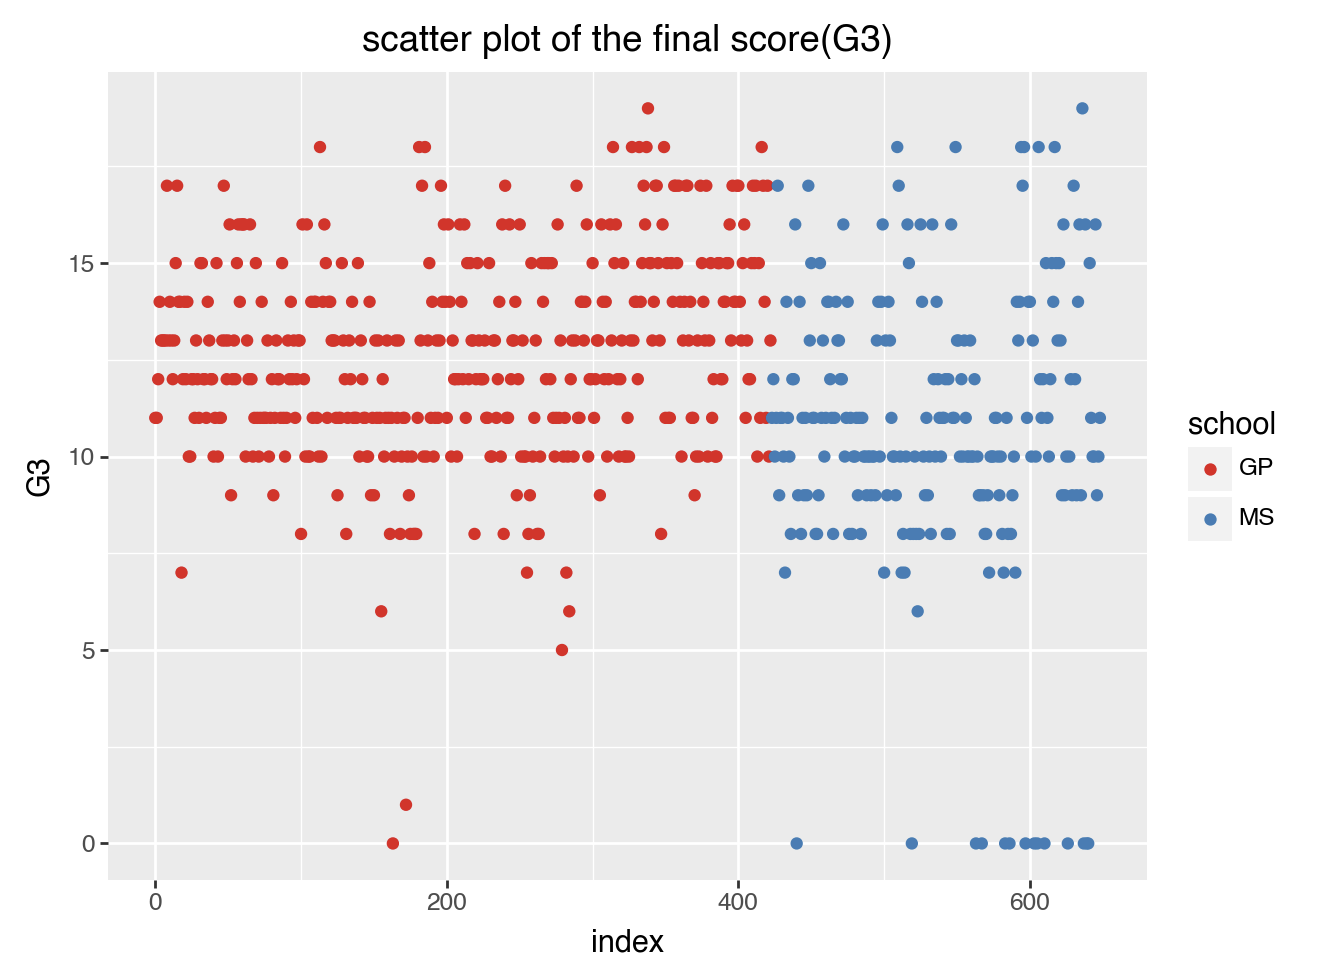 scatter plot of the final score(G3)
G3
15
10
5
0
0 200 400 600
index
school
GP
MS